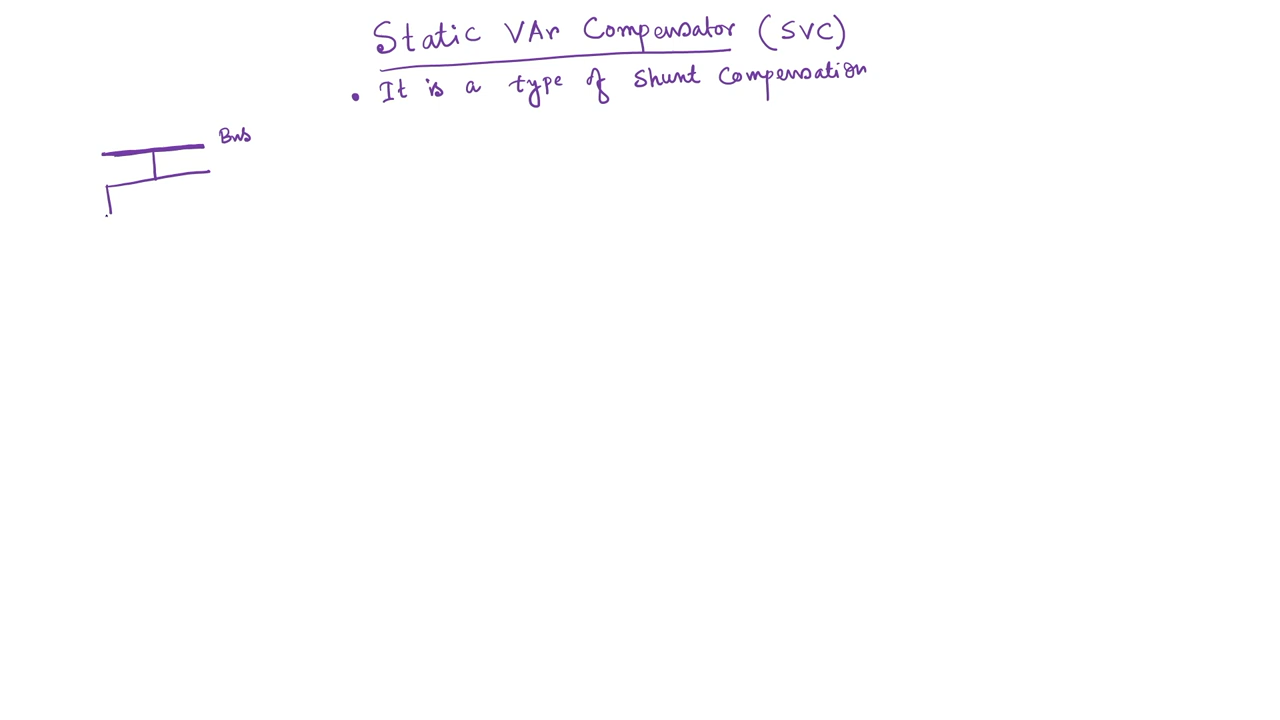 Static VAr Compensator (SVC)
• It is a type of Shunt Compensation
Bus